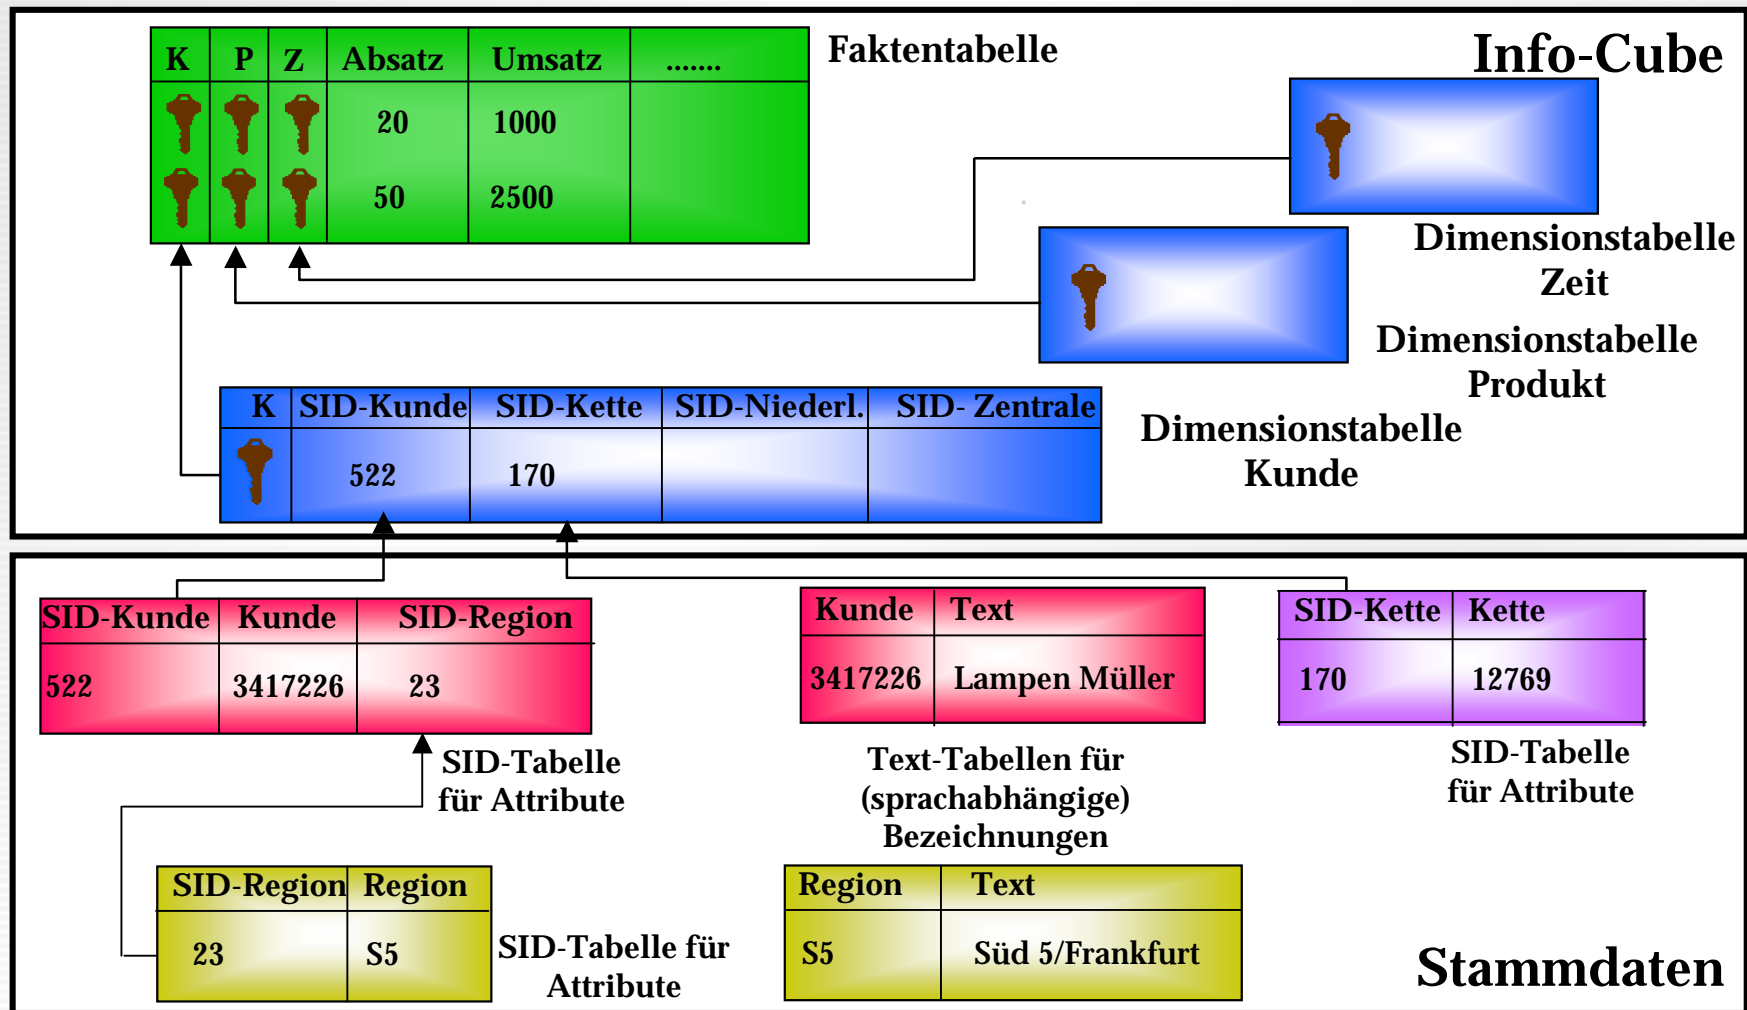 K P Z Absatz Umsatz .......
20 1000
50 2500
Faktentabelle
Info-Cube
Dimensionstabelle
Zeit
Dimensionstabelle
Produkt
K SID-Kunde SID-Kette SID-Niederl. SID- Zentrale
522 170
Dimensionstabelle
Kunde
SID-Kunde Kunde SID-Region
522 3417226 23
SID-Tabelle
für Attribute
Kunde Text
3417226 Lampen Müller
Text-Tabellen für
(sprachabhängige)
Bezeichnungen
SID-Kette Kette
170 12769
SID-Tabelle
für Attribute
SID-Region Region
23 S5
SID-Tabelle für
Attribute
Region Text
S5 Süd 5/Frankfurt
Stammdaten